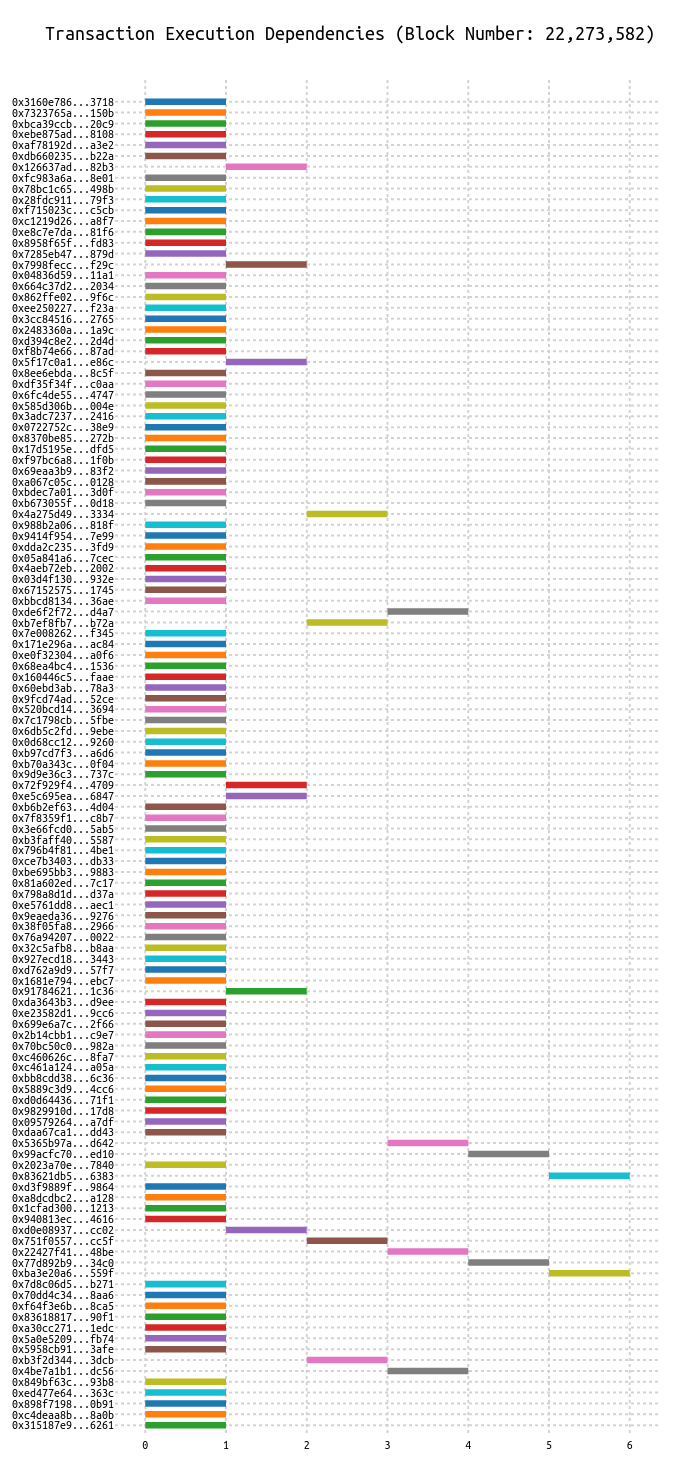 Transaction Execution Dependencies (Block Number: 22,273,582)
0x3160e786...3718
0x7323765a...150b
0xbca39ccb...20c9
0xebe875ad...8108
0xaf78192d...a3e2
0xdb660235...b22a
0x126637ad...82b3
0xfc983a6a...8e01
0x78bc1c65...498b
0x28fdc911...79f3
0xf715023c...c5cb
0xc1219d26...a8f7
0xe8c7e7da...81f6
0x8958f65f...fd83
0x7285eb47...879d
0x7998fecc...f29c
0x04836d59...11a1
0x664c37d2...2034
0x862ffe02...9f6c
0xee250227...f23a
0x3cc84516...2765
0x2483360a...1a9c
0xd394c8e2...2d4d
0xf8b74e66...87ad
0x5f17c0a1...e86c
0x8ee6ebda...8c5f
0xdf35f34f...c0aa
0x6fc4de55...4747
0x585d306b...004e
0x3adc7237...2416
0x0722752c...38e9
0x8370be85...272b
0x17d5195e...dfd5
0xf97bc6a8...1f0b
0x69eaa3b9...83f2
0xa067c05c...0128
0xbdec7a01...3d0f
0xb673055f...0d18
0x4a275d49...3334
0x988b2a06...818f
0x9414f954...7e99
0xdda2c235...3fd9
0x05a841a6...7cec
0x4aeb72eb...2002
0x03d4f130...932e
0x67152575...1745
0xbbcd8134...36ae
0xde6f2f72...d4a7
0xb7ef8fb7...b72a
0x7e008262...f345
0x171e296a...ac84
0xe0f32304...a0f6
0x68ea4bc4...1536
0x160446c5...faae
0x60ebd3ab...78a3
0x9fcd74ad...52ce
0x520bcd14...3694
0x7c1798cb...5fbe
0x6db5c2fd...9ebe
0x0d68cc12...9260
0xb97cd7f3...a6d6
0xb70a343c...0f04
0x9d9e36c3...737c
0x72f929f4...4709
0xe5c695ea...6847
0xb6b2ef63...4d04
0x7f8359f1...c8b7
0x3e66fcd0...5ab5
0xb3faff40...5587
0x796b4f81...4be1
0xce7b3403...db33
0xbe695bb3...9883
0x81a602ed...7c17
0x798a8d1d...d37a
0xe5761dd8...aec1
0x9eaeda36...9276
0x38f05fa8...2966
0x76a94207...0022
0x32c5afb8...b8aa
0x927ecd18...3443
0xd762a9d9...57f7
0x1681e794...ebc7
0x91784621...1c36
0xda3643b3...d9ee
0xe23582d1...9cc6
0x699e6a7c...2f66
0x2b14cbb1...c9e7
0x70bc50c0...982a
0xc460626c...8fa7
0xc461a124...a05a
0xbb8cdd38...6c36
0x5889c3d9...4cc6
0xd0d64436...71f1
0x9829910d...17d8
0x09579264...a7df
0xdaa67ca1...dd43
0x5365b97a...d642
0x99acfc70...ed10
0x2023a70e...7840
0x83621db5...6383
0xd3f9889f...9864
0xa8dcdbc2...a128
0x1cfad300...1213
0x940813ec...4616
0xd0e08937...cc02
0x751f0557...cc5f
0x22427f41...48be
0x77d892b9...34c0
0xba3e20a6...559f
0x7d8c06d5...b271
0x70dd4c34...8aa6
0xf64f3e6b...8ca5
0x83618817...90f1
0xa30cc271...1edc
0x5a0e5209...fb74
0x5958cb91...3afe
0xb3f2d344...3dcb
0x4be7a1b1...dc56
0x849bf63c...93b8
0xed477e64...363c
0x898f7198...0b91
0xc4deaa8b...8a0b
0x315187e9...6261
0 1 2 3 4 5 6